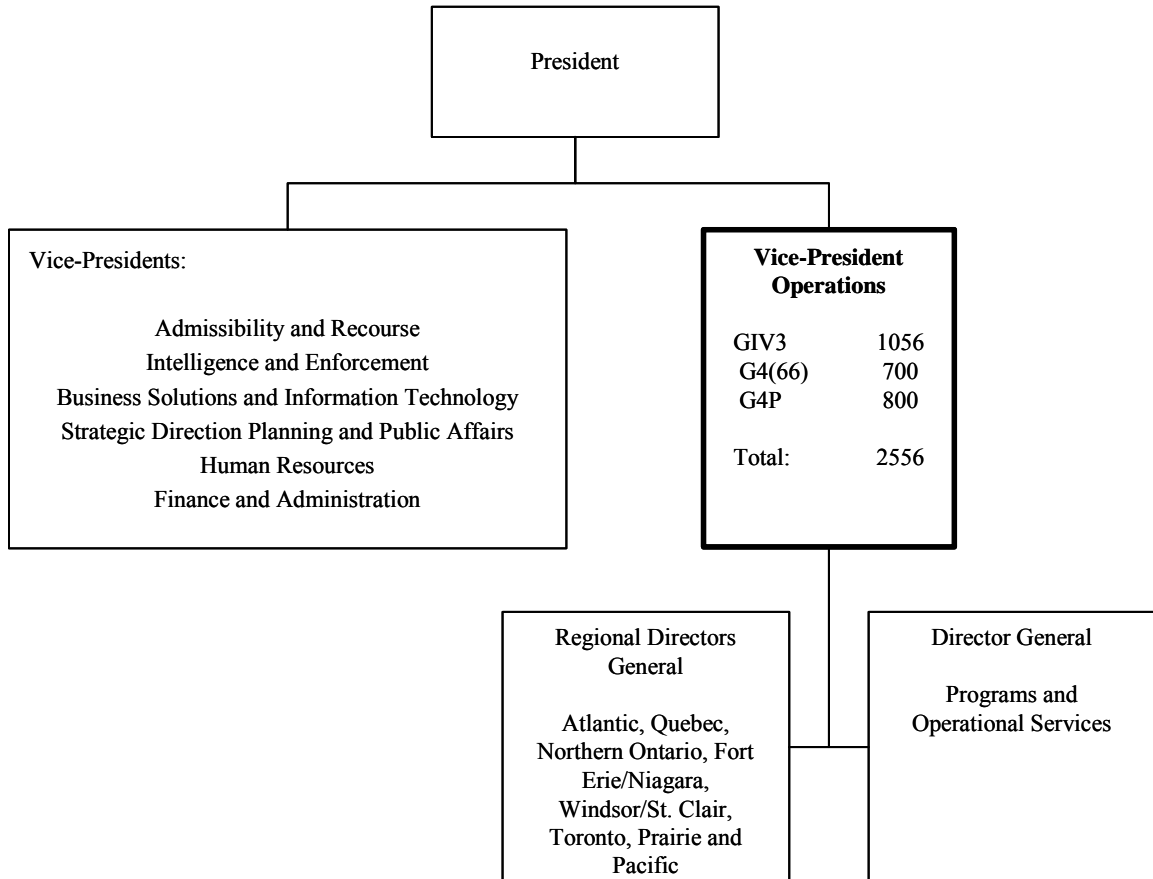 President
Vice-Presidents:
Admissibility and Recourse
Intelligence and Enforcement
Business Solutions and Information Technology
Strategic Direction Planning and Public Affairs
Human Resources
Finance and Administration
Vice-President
Operations
GIV3 1056
G4(66) 700
G4P 800
Total: 2556
Regional Directors
General
Atlantic, Quebec,
Northern Ontario, Fort
Erie/Niagara,
Windsor/St. Clair,
Toronto, Prairie and
Pacific
Director General
Programs and
Operational Services